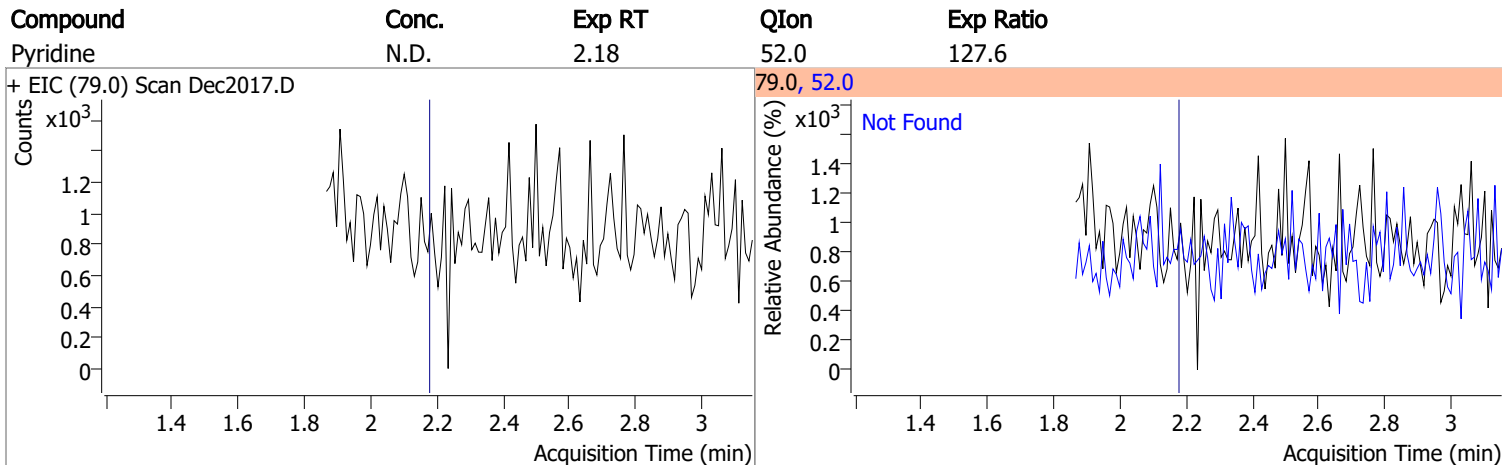 Compound Conc. Exp RT QIon Exp Ratio
Pyridine N.D. 2.18 52.0 127.6
+ EIC (79.0) Scan Dec2017.D
Counts
x10³
1.2
1
0.8
0.6
0.4
0.2
0
1.4 1.6 1.8 2 2.2 2.4 2.6 2.8 3
Acquisition Time (min)
79.0, 52.0
Relative Abundance (%)
x10³
Not Found
1.4
1.2
1
0.8
0.6
0.4
0.2
0
1.4 1.6 1.8 2 2.2 2.4 2.6 2.8 3
Acquisition Time (min)